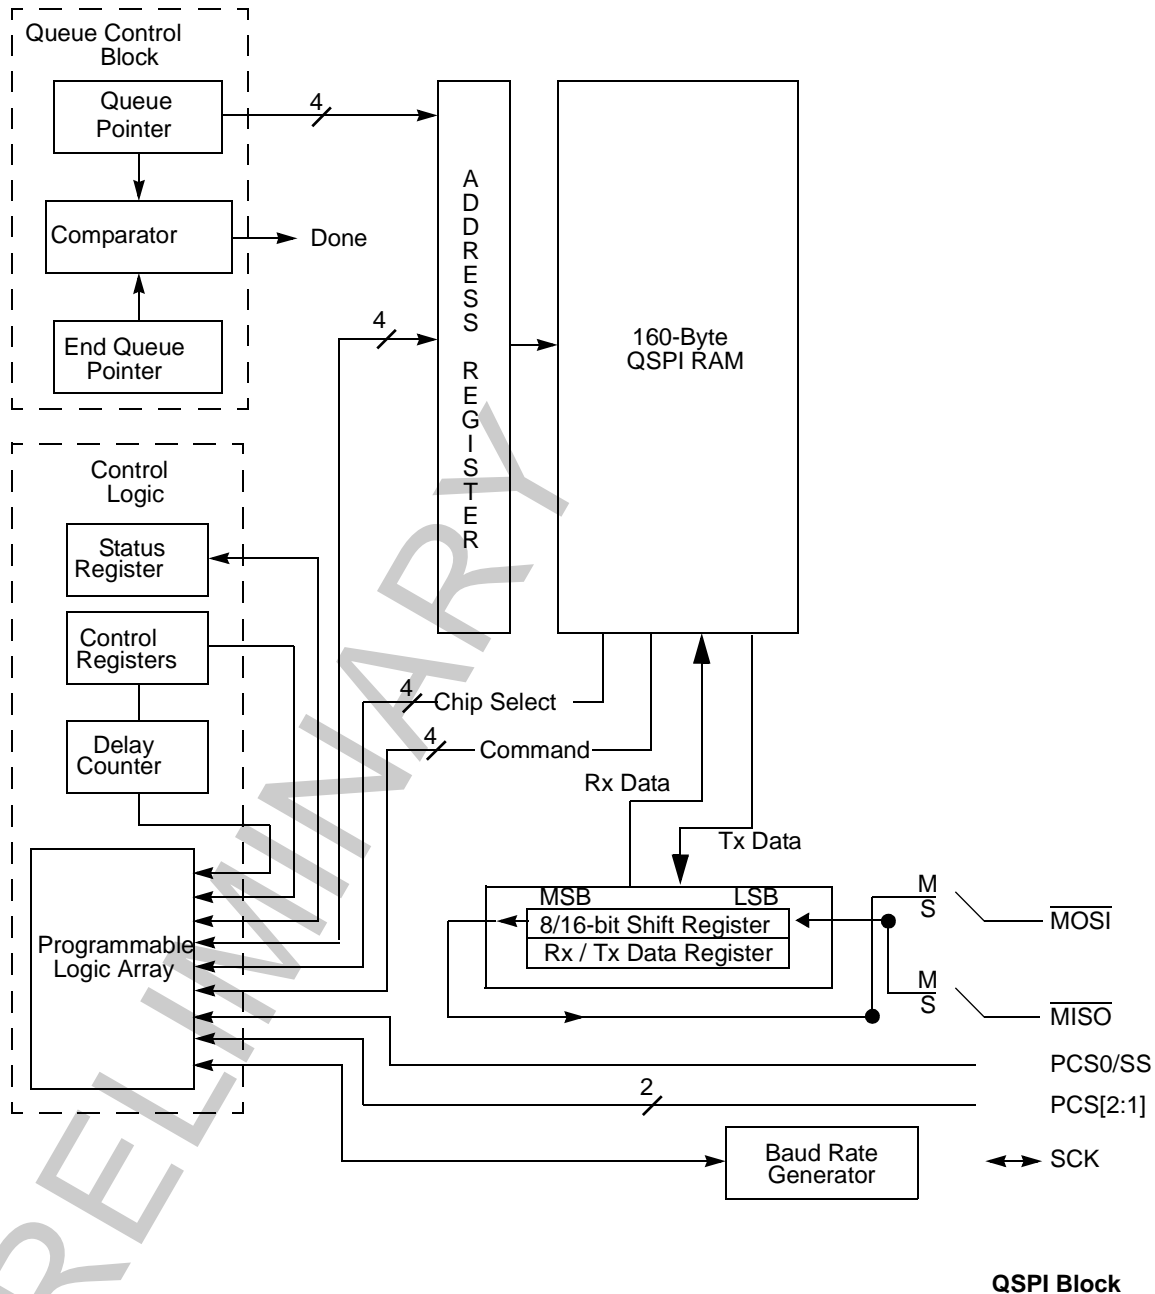 Queue Control
Block
Queue
Pointer
4
Comparator
Done
End Queue
Pointer
4
ADDRESS REGISTER
160-Byte
QSPI RAM
Control
Logic
Status
Register
Control
Registers
Delay
Counter
Programmable
Logic Array
4
Chip Select
4
Command
Rx Data
Tx Data
MSB
LSB
8/16-bit Shift Register
Rx / Tx Data Register
M
S
MOSI
M
S
MISO
PCS0/SS
2
PCS[2:1]
Baud Rate
Generator
SCK
QSPI Block
RELIMINARY